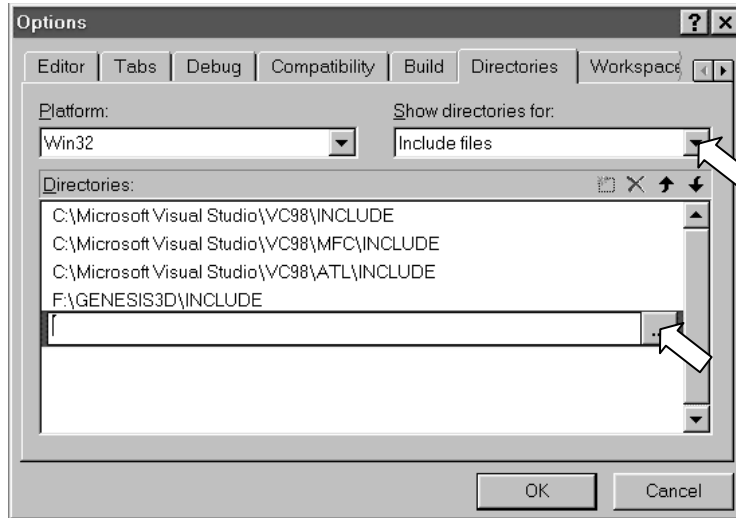 Options
Editor Tabs Debug Compatibility Build Directories Workspace
Platform: Show directories for:
Win32 Include files
Directories:
C:\Microsoft Visual Studio\VC98\INCLUDE
C:\Microsoft Visual Studio\VC98\MFC\INCLUDE
C:\Microsoft Visual Studio\VC98\ATL\INCLUDE
F:\GENESIS3D\INCLUDE
...
OK Cancel